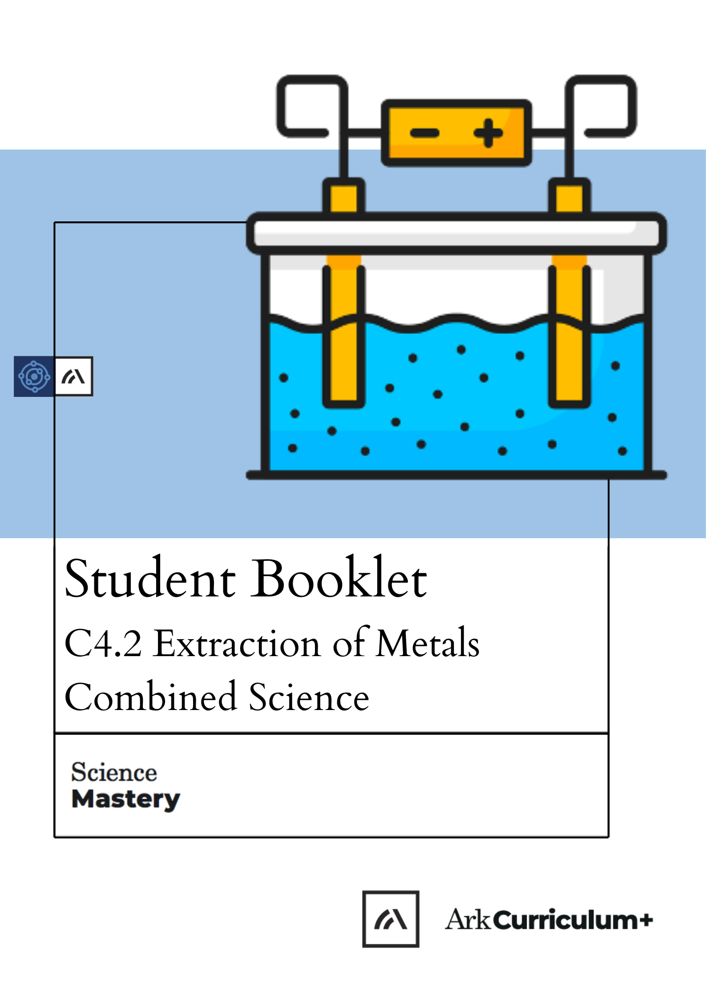 - +
Student Booklet
C4.2 Extraction of Metals
Combined Science
Science
Mastery
Ark Curriculum+